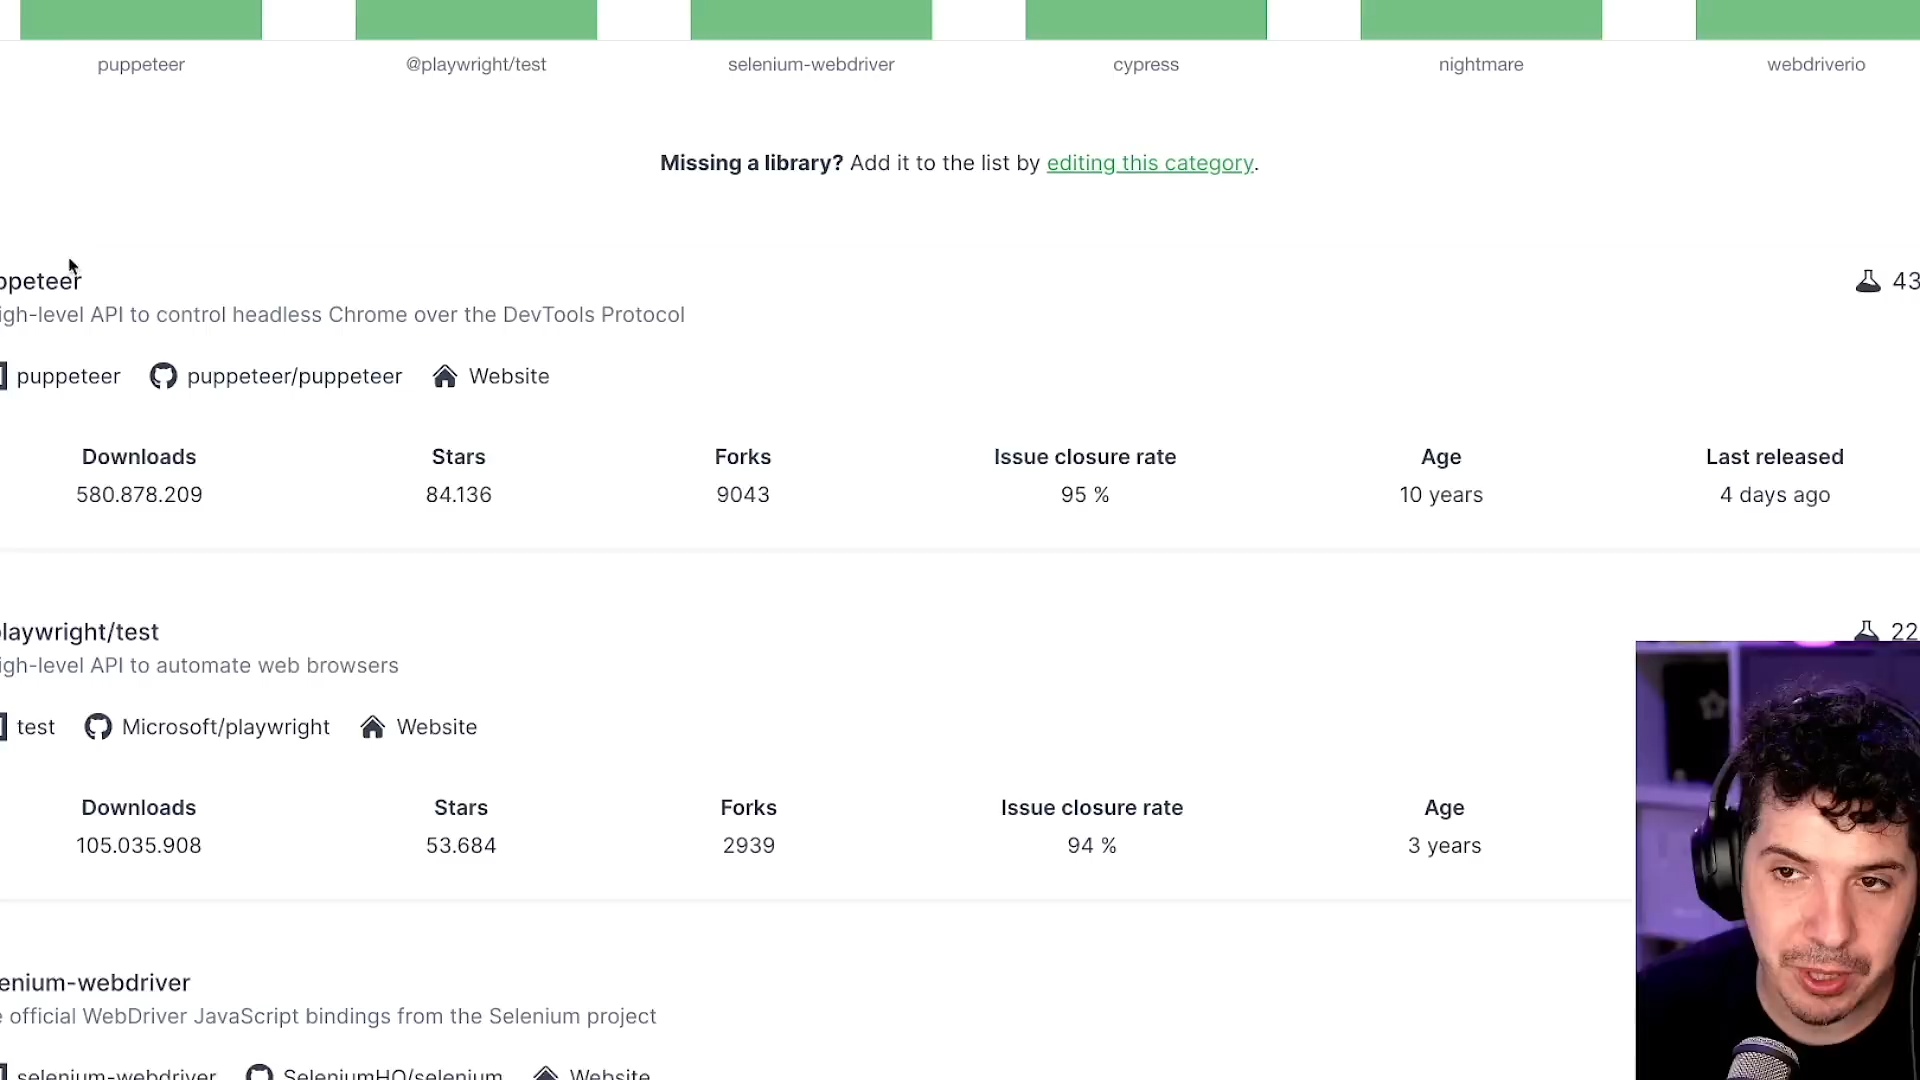 puppeteer @playwright/test selenium-webdriver cypress nightmare webdriverio
Missing a library? Add it to the list by editing this category.
ppeteer 43
igh-level API to control headless Chrome over the DevTools Protocol
puppeteer puppeteer/puppeteer Website
Downloads Stars Forks Issue closure rate Age Last released
580.878.209 84.136 9043 95 % 10 years 4 days ago
laywright/test 22
igh-level API to automate web browsers
test Microsoft/playwright Website
Downloads Stars Forks Issue closure rate Age
105.035.908 53.684 2939 94 % 3 years
enium-webdriver
official WebDriver JavaScript bindings from the Selenium project
selenium-webdriver SeleniumHQ/selenium Website